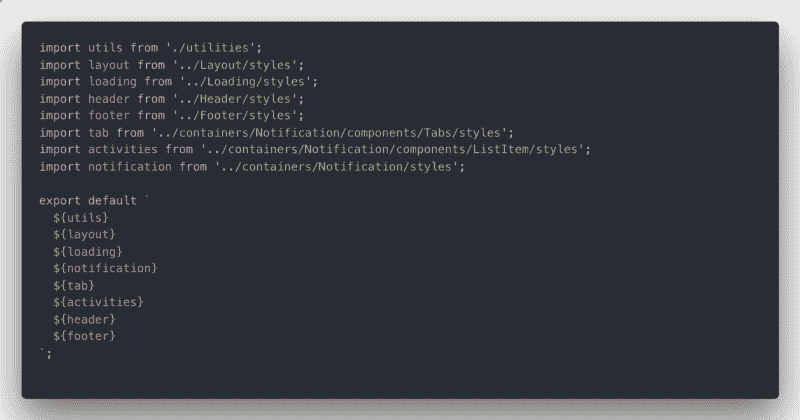 import utils from './utilities';
import layout from '../Layout/styles';
import loading from '../Loading/styles';
import header from '../Header/styles';
import footer from '../Footer/styles';
import tab from '../containers/Notification/components/Tabs/styles';
import activities from '../containers/Notification/components/ListItem/styles';
import notification from '../containers/Notification/styles';

export default `
  ${utils}
  ${layout}
  ${loading}
  ${notification}
  ${tab}
  ${activities}
  ${header}
  ${footer}
`;